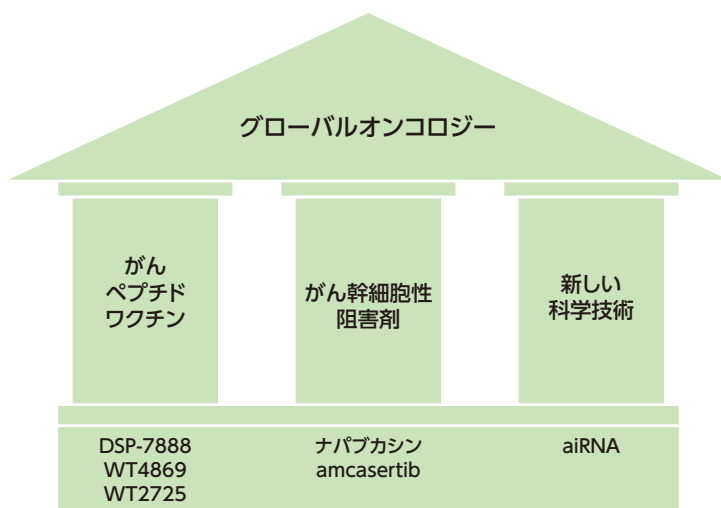 グローバルオンコロジー
がん
ペプチド
ワクチン
がん幹細胞性
阻害剤
新しい
科学技術
DSP-7888
WT4869
WT2725
ナパブカシン
amcasertib
aiRNA